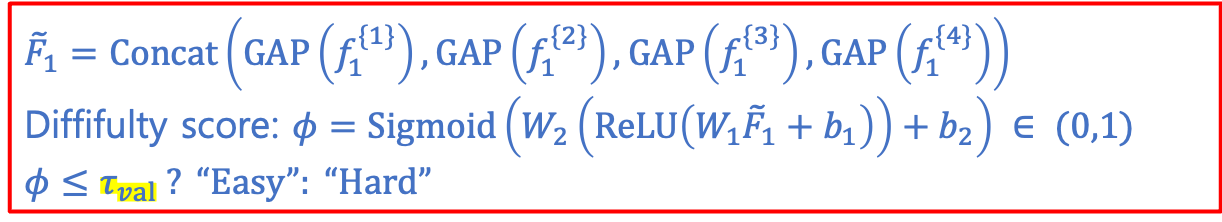 F̃₁ = Concat(GAP(f₁^{1}), GAP(f₁^{2}), GAP(f₁^{3}), GAP(f₁^{4}))
Diffifulty score: ϕ = Sigmoid(W₂(ReLU(W₁F̃₁ + b₁)) + b₂) ∈ (0,1)
ϕ ≤ τ_val ? “Easy”: “Hard”